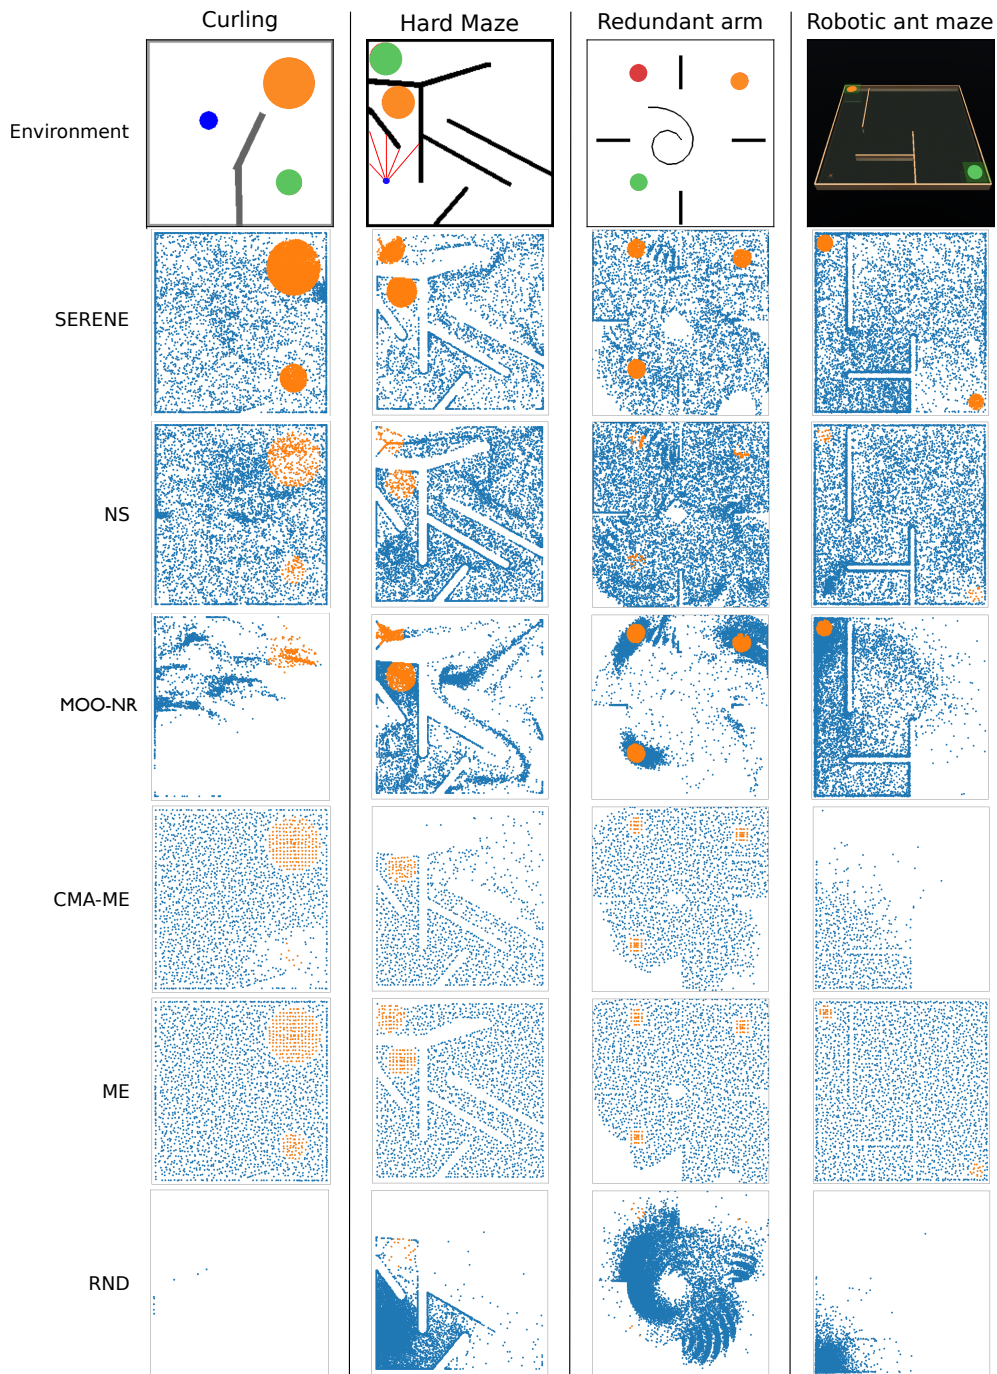 Curling
Hard Maze
Redundant arm
Robotic ant maze
Environment
SERENE
NS
MOO-NR
CMA-ME
ME
RND